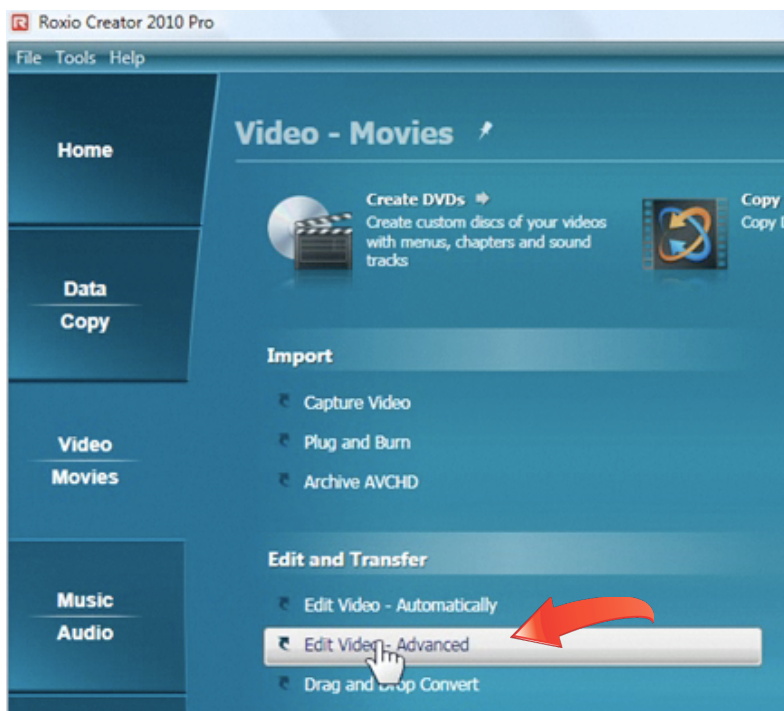 Roxio Creator 2010 Pro
File Tools Help
Home
Data
Copy
Video
Movies
Music
Audio
Video - Movies
Create DVDs
Create custom discs of your videos
with menus, chapters and sound
tracks
Copy
Copy
Import
Capture Video
Plug and Burn
Archive AVCHD
Edit and Transfer
Edit Video - Automatically
Edit Video - Advanced
Drag and Drop Convert